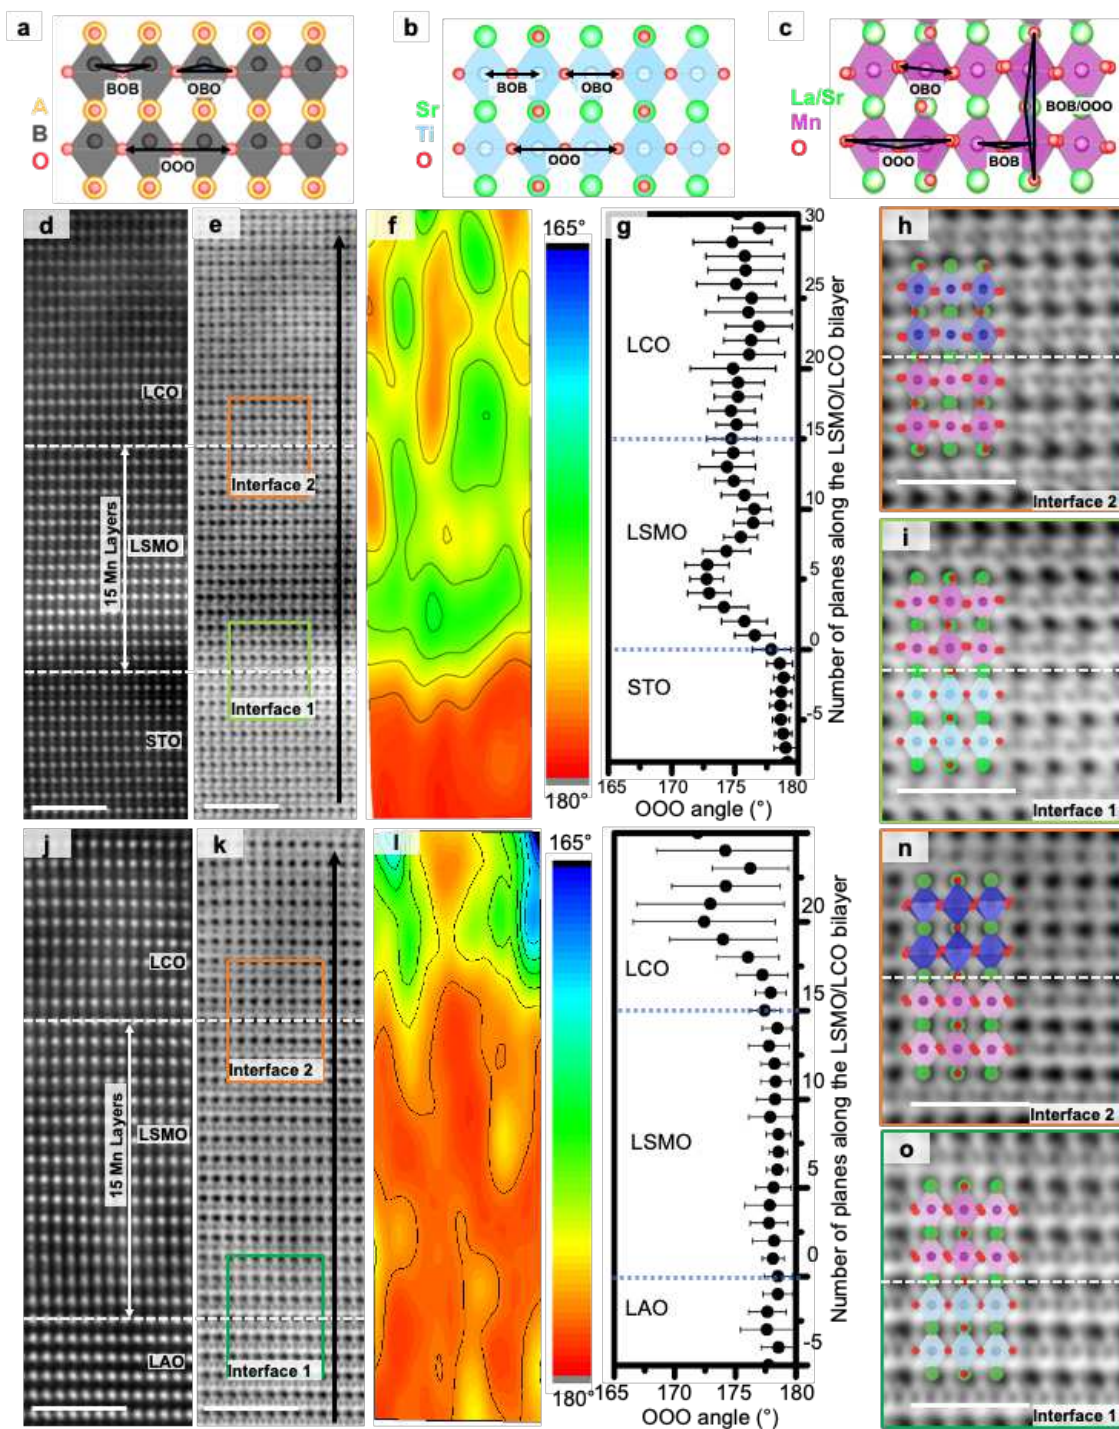 a
BOB
OBO
OOO
A
B
O
b
BOB
OBO
OOO
Sr
Ti
O
c
OBO
BOB/OOO
OOO
BOB
La/Sr
Mn
O
d
LCO
15 Mn Layers
LSMO
STO
e
Interface 2
Interface 1
f
165°
180°
g
LCO
LSMO
STO
30
25
20
15
10
5
0
-5
165
170
175
180
OOO angle (°)
Number of planes along the LSMO/LCO bilayer
h
Interface 2
i
Interface 1
j
LCO
15 Mn Layers
LSMO
LAO
k
Interface 2
Interface 1
l
165°
180°
LCO
LSMO
LAO
20
15
10
5
0
-5
165
170
175
180
OOO angle (°)
Number of planes along the LSMO/LCO bilayer
n
Interface 2
o
Interface 1